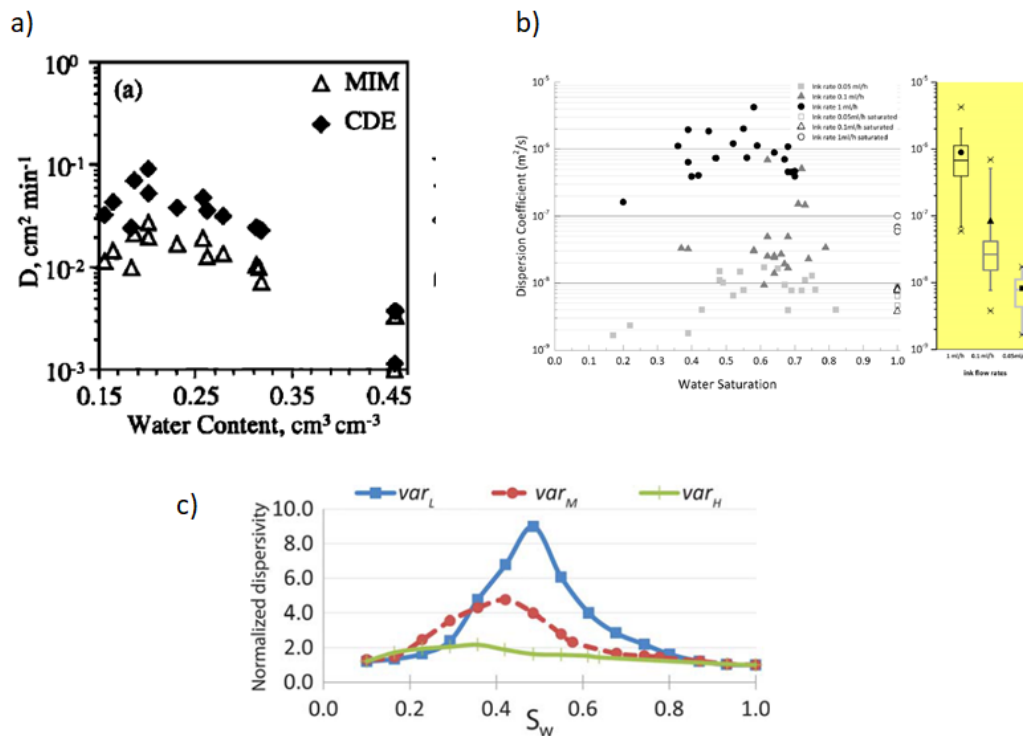 a)
(a)
MIM
CDE
10⁰
10⁻¹
10⁻²
10⁻³
D, cm² min⁻¹
0.15 0.25 0.35 0.45
Water Content, cm³ cm⁻³
b)
Ink rate 0.05 ml/h
Ink rate 0.1 ml/h
Ink rate 1 ml/h
Ink rate 0.05ml/h saturated
Ink rate 0.1ml/h saturated
Ink rate 1ml/h saturated
10⁻⁵
10⁻⁶
10⁻⁷
10⁻⁸
10⁻⁹
Dispersion Coefficient (m²/s)
0.0 0.1 0.2 0.3 0.4 0.5 0.6 0.7 0.8 0.9 1.0
Water Saturation
10⁻⁵
10⁻⁶
10⁻⁷
10⁻⁸
10⁻⁹
1 ml/h 0.1 ml/h 0.05ml/
ink flow rates
c)
var_L var_M var_H
10.0
8.0
6.0
4.0
2.0
0.0
Normalized dispersivity
0.0 0.2 0.4 0.6 0.8 1.0
S_w